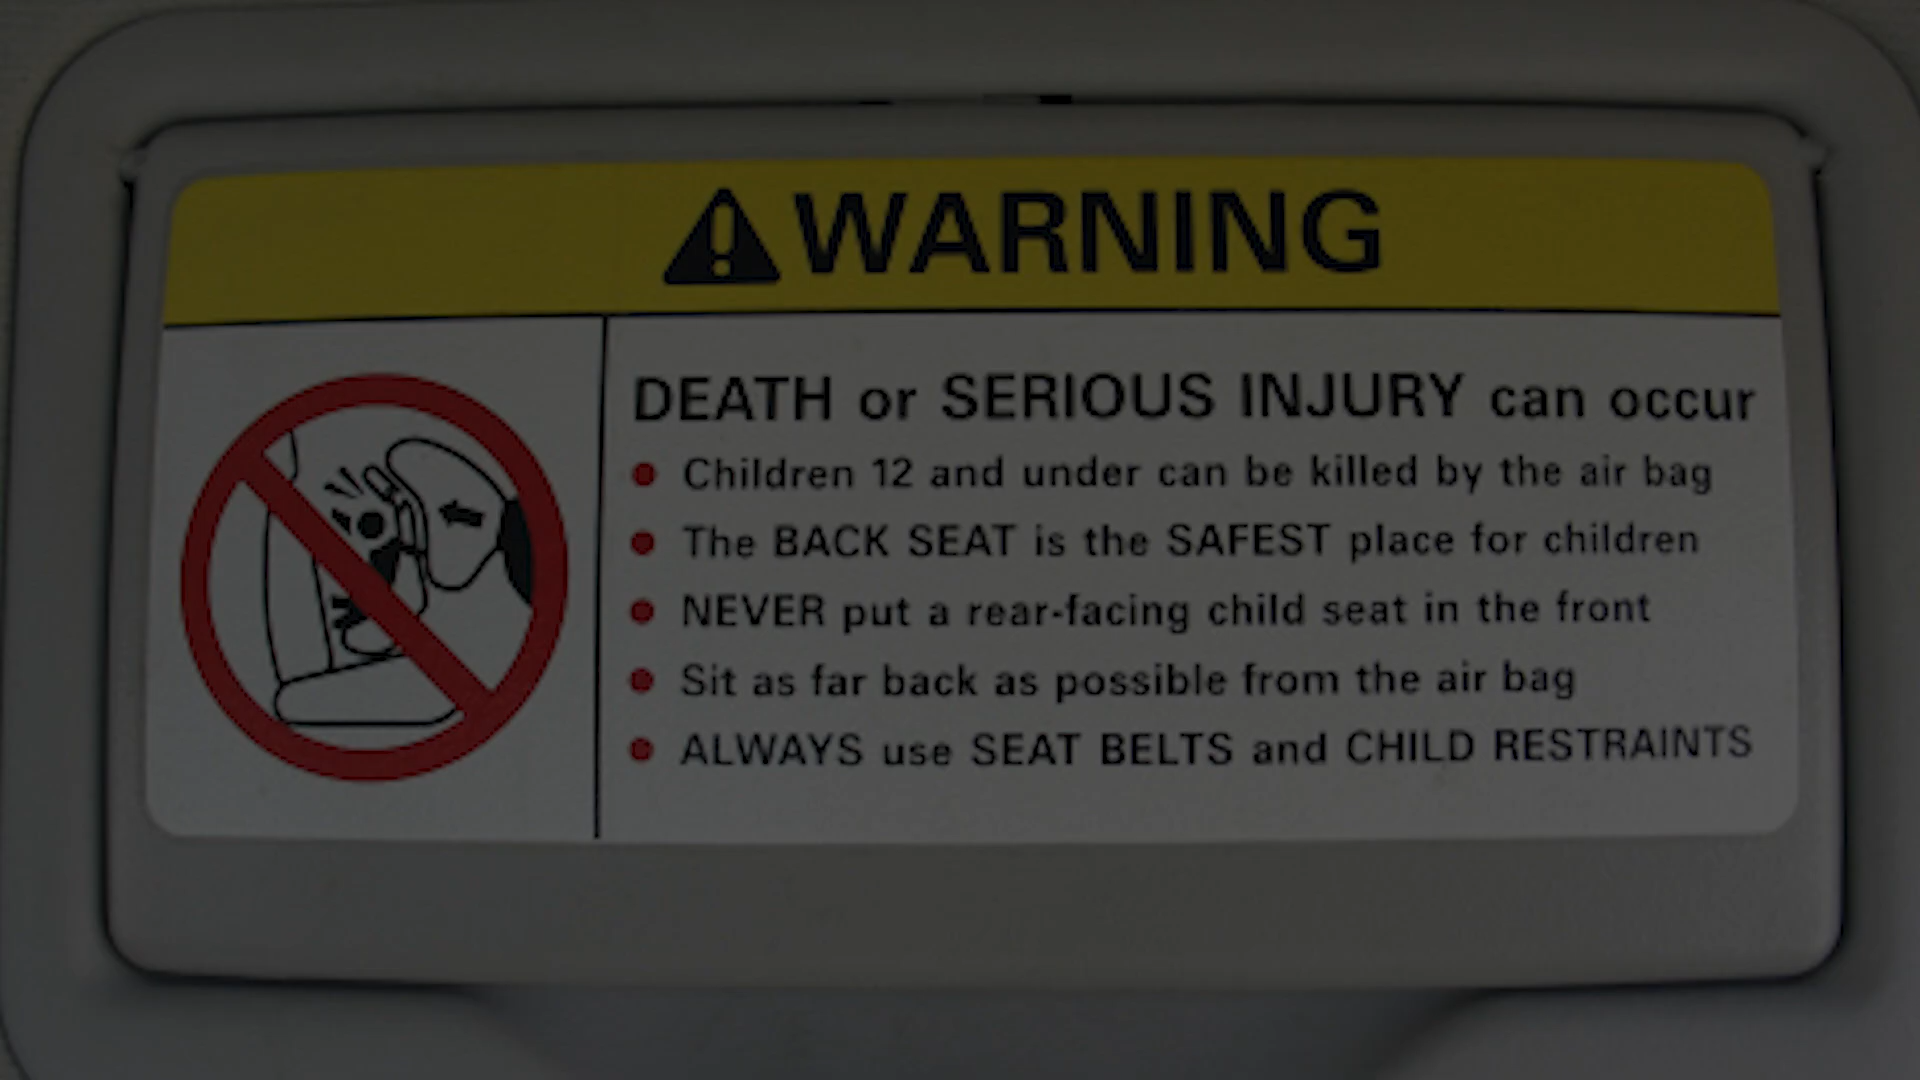 WARNING
DEATH or SERIOUS INJURY can occur
Children 12 and under can be killed by the air bag
The BACK SEAT is the SAFEST place for children
NEVER put a rear-facing child seat in the front
Sit as far back as possible from the air bag
ALWAYS use SEAT BELTS and CHILD RESTRAINTS